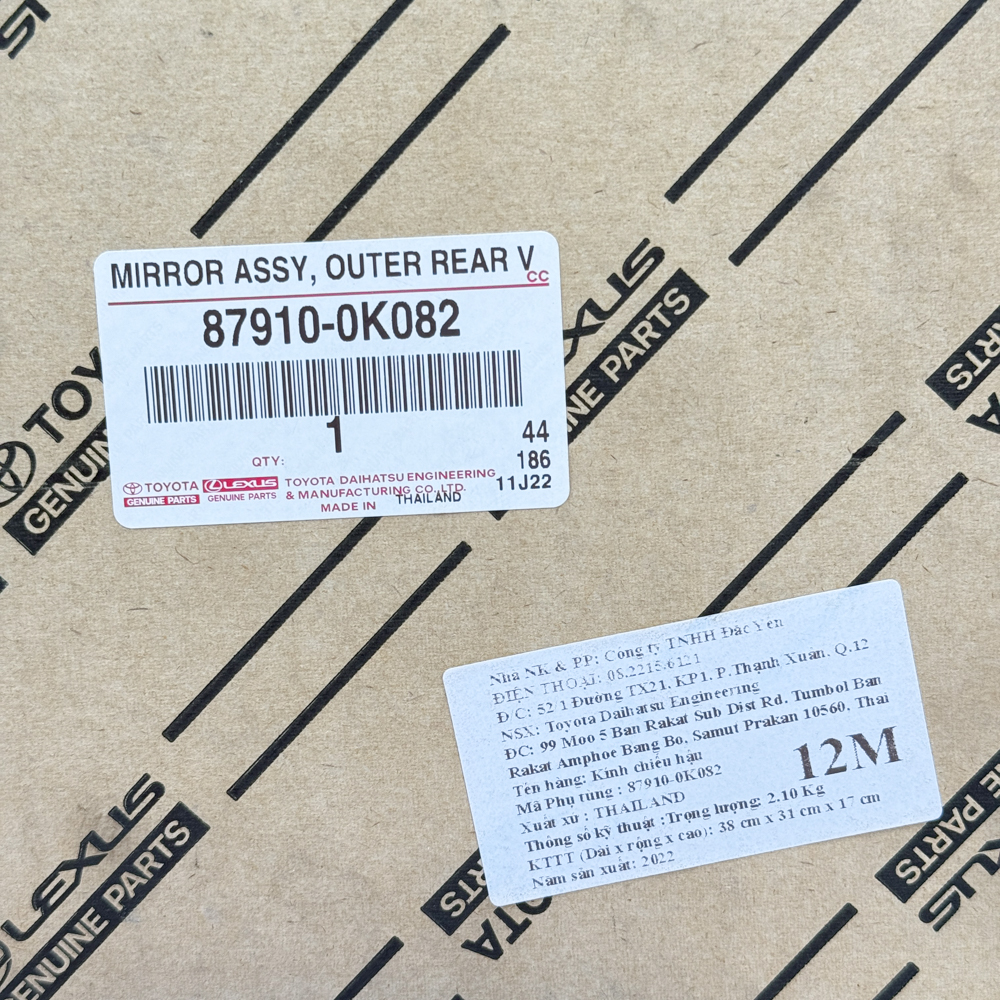 MIRROR ASSY, OUTER REAR V
CC
87910-0K082
1
QTY:
44
186
11J22
TOYOTA
GENUINE PARTS
LEXUS
GENUINE PARTS
TOYOTA DAIHATSU ENGINEERING
& MANUFACTURING CO.,LTD.
MADE IN THAILAND
Nhà NK & PP: Công ty TNHH Đắc Yên
ĐIỆN THOẠI: 08.2215.6121
Đ/C: 52/1 Đường TX21, KP1, P.Thạnh Xuân, Q.12
NSX: Toyota Daihatsu Engineering
ĐC: 99 Moo 5 Ban Rakat Sub Dist Rd, Tumbol Ban
Rakat Amphoe Bang Bo, Samut Prakan 10560, Thai
Tên hàng: Kính chiếu hậu
Mã Phụ tùng : 87910-0K082
12M
Xuất xứ : THAILAND
Thông số kỹ thuật :Trọng lượng: 2.10 Kg
KTTT (Dài x rộng x cao): 38 cm x 31 cm x 17 cm
Năm sản xuất: 2022
TOYO
GENUIN
EXUS
INE PARTS
LEXUS
GENUINE PARTS
TOYOTA
PARTS
XUS
PARTS